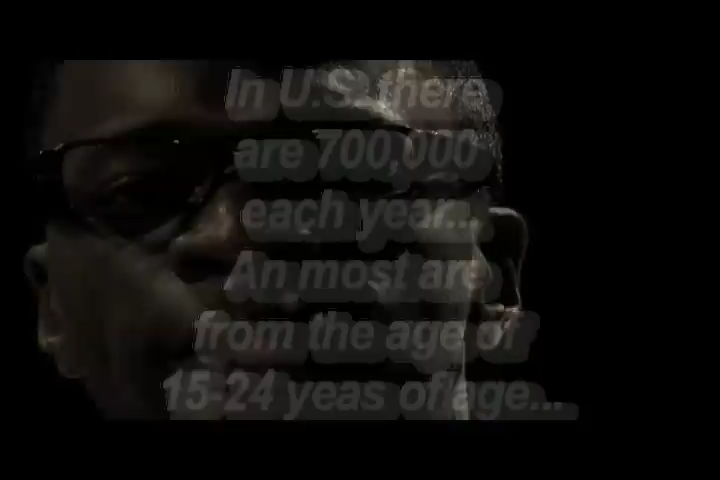 In U.S. there
are 700,000
each year...
An most are
from the age of
15-24 yeas of age...